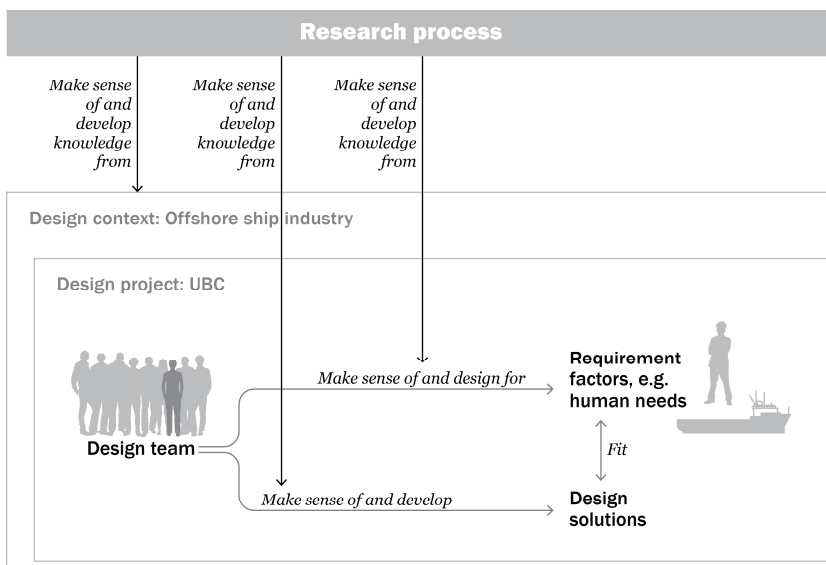 Research process
Make sense
of and
develop
knowledge
from
Make sense
of and
develop
knowledge
from
Make sense
of and
develop
knowledge
from
Design context: Offshore ship industry
Design project: UBC
Make sense of and design for
Requirement
factors, e.g.
human needs
Design team
Fit
Make sense of and develop
Design
solutions